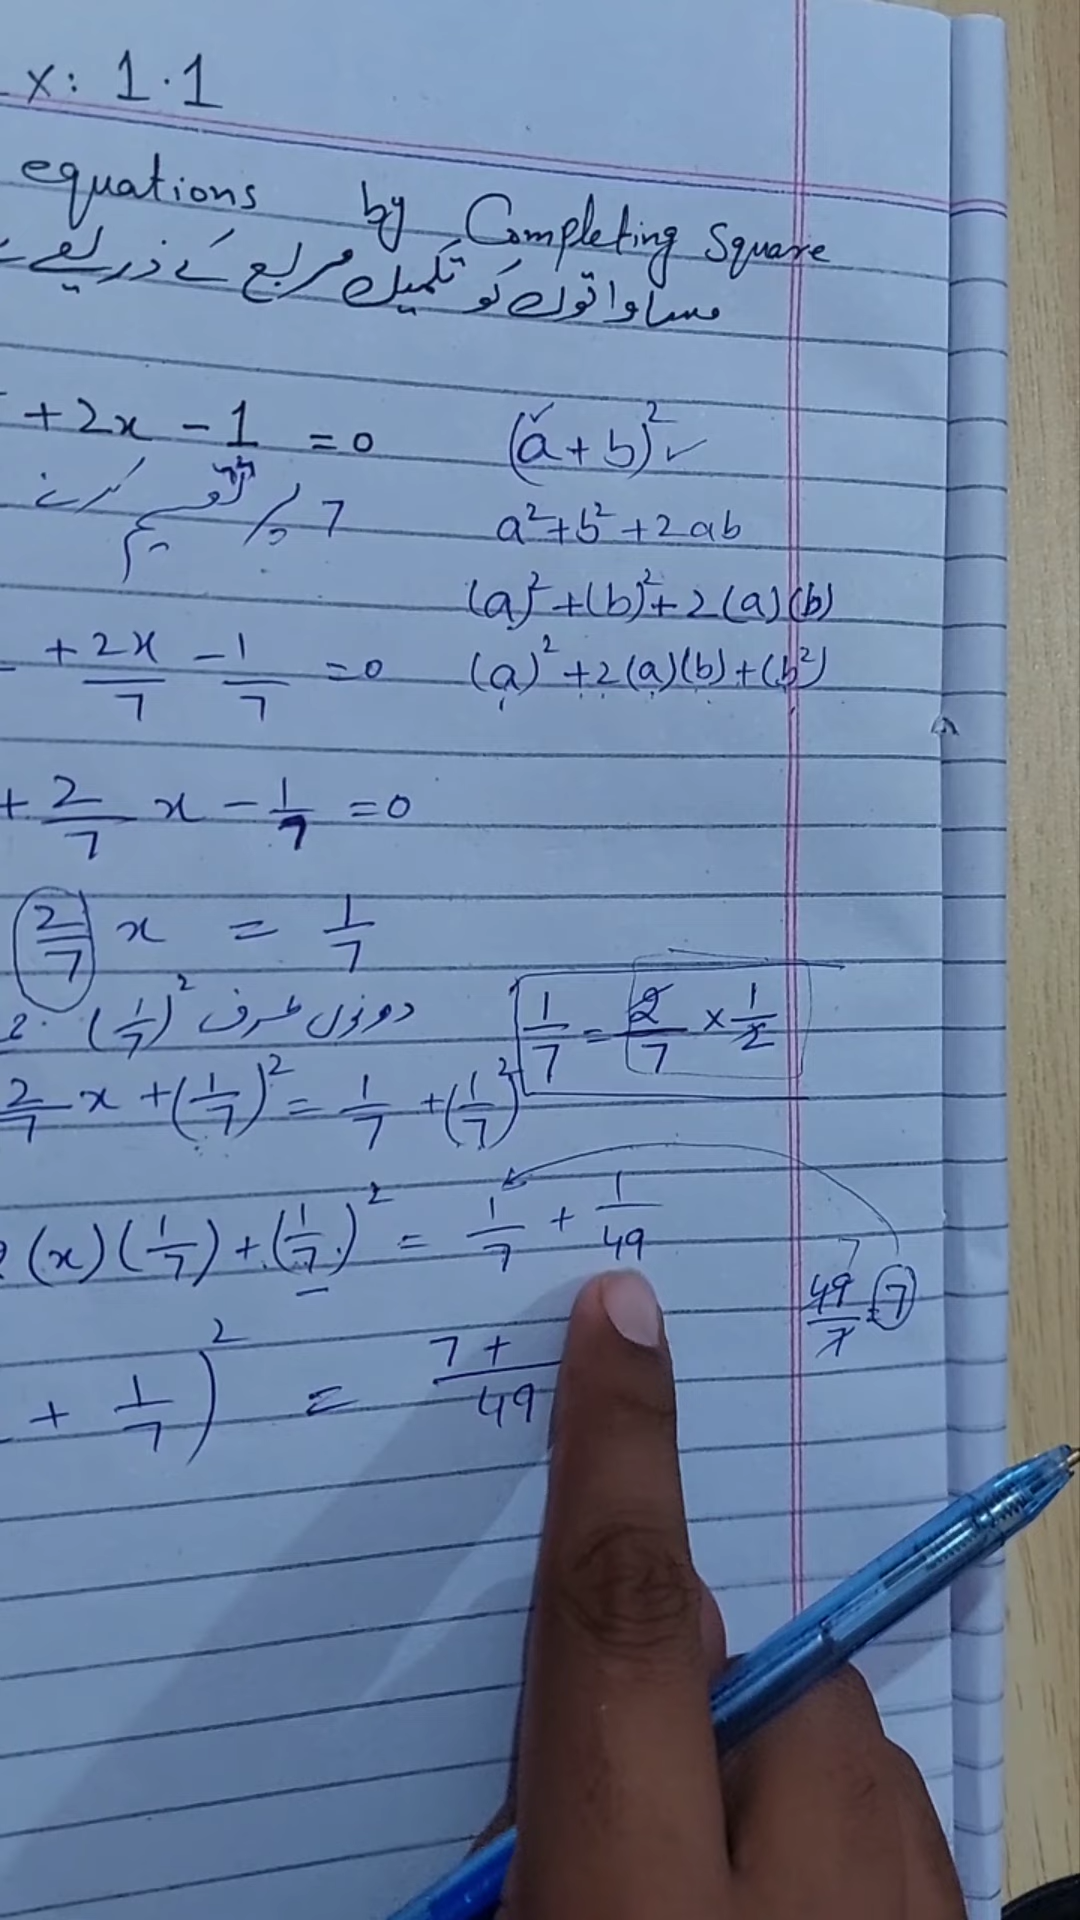 x: 1.1
equations by Completing Square
مساواتوں کو تکمیل مربع کے ذریعے
+2x - 1 = 0
(a + b)²
7 پر تقسیم کرنے
a² + b² + 2ab
(a)² + (b)² + 2(a)(b)
+ 2x/7 - 1/7 = 0
(a)² + 2(a)(b) + (b²)
+ 2/7 x - 1/7 = 0
2/7 x = 1/7
دونوں طرف (1/7)²
1/7 = 2/7 × 1/2
2/7 x + (1/7)² = 1/7 + (1/7)²
(x)(1/7) + (1/7)² = 1/7 + 1/49
49/7 = 7
7
+ 1/7)² = 7 + / 49